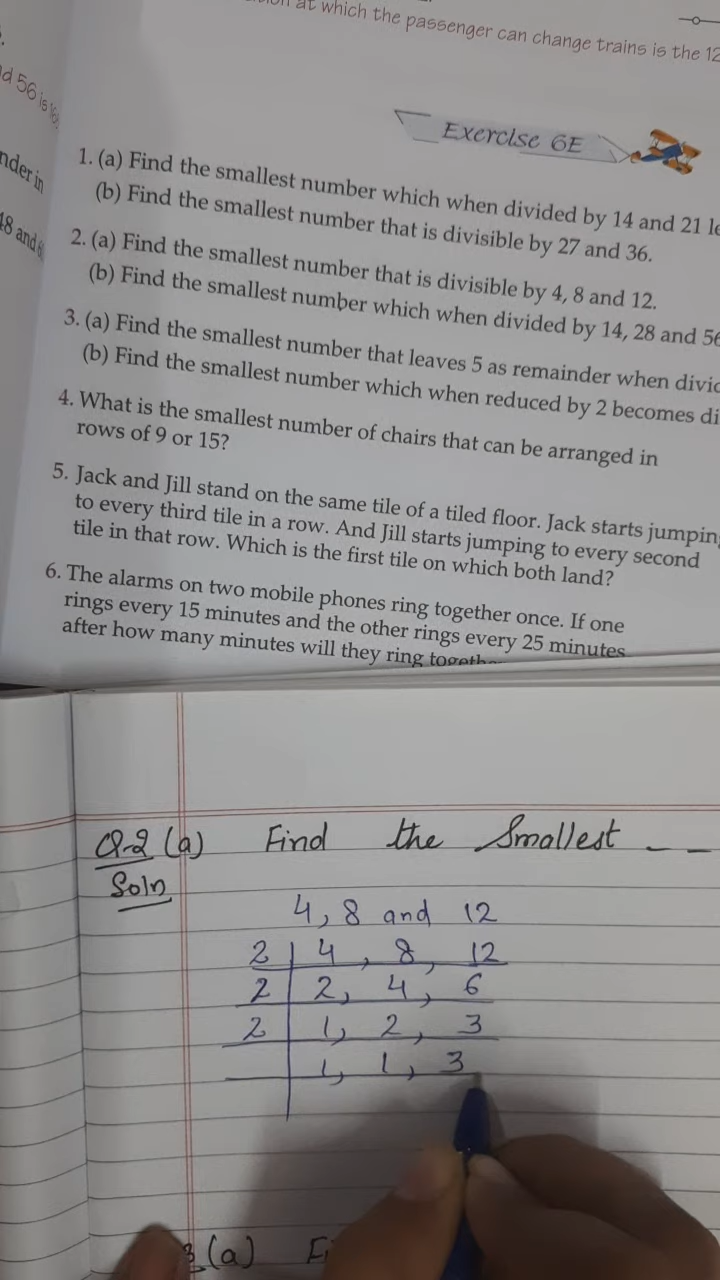 at which the passenger can change trains is the 12
d 56 is
nder in
48 and
Exercise 6E
1. (a) Find the smallest number which when divided by 14 and 21 le
(b) Find the smallest number that is divisible by 27 and 36.
2. (a) Find the smallest number that is divisible by 4, 8 and 12.
(b) Find the smallest number which when divided by 14, 28 and 56
3. (a) Find the smallest number that leaves 5 as remainder when divid
(b) Find the smallest number which when reduced by 2 becomes di
4. What is the smallest number of chairs that can be arranged in
rows of 9 or 15?
5. Jack and Jill stand on the same tile of a tiled floor. Jack starts jumping
to every third tile in a row. And Jill starts jumping to every second
tile in that row. Which is the first tile on which both land?
6. The alarms on two mobile phones ring together once. If one
rings every 15 minutes and the other rings every 25 minutes
after how many minutes will they ring togeth
Q-2 (a) Find the Smallest _ _
Soln
4, 8 and 12
2 | 4, 8, 12
2 | 2, 4, 6
2 | 1, 2, 3
1, 1, 3
3 (a) Fi